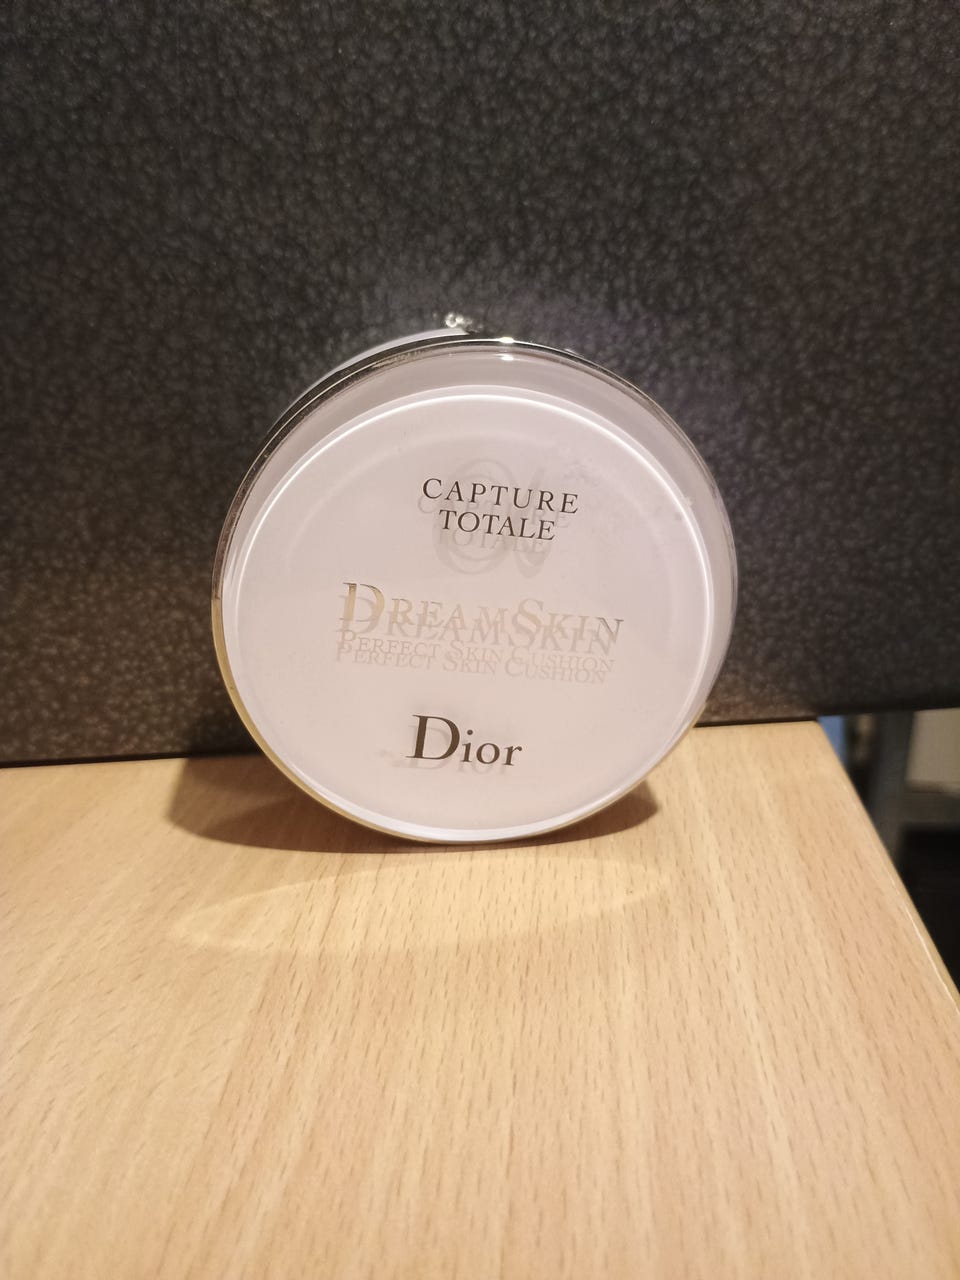 CAPTURE
TOTALE
DREAMSKIN
PERFECT SKIN CUSHION
Dior